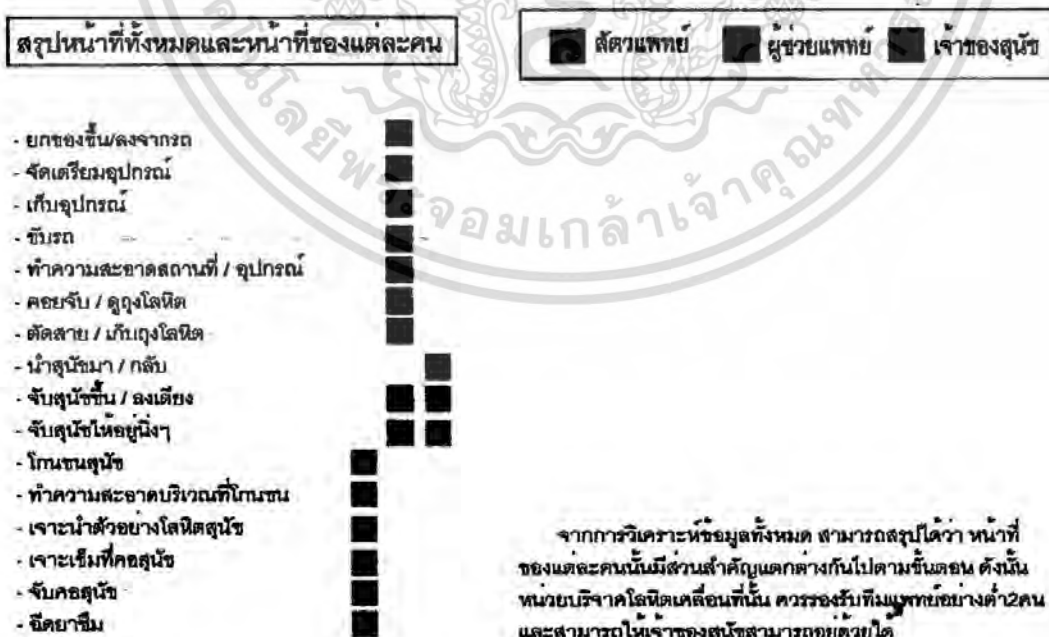 สรุปหน้าที่ทั้งหมดและหน้าที่ของแต่ละคน
สัตวแพทย์ ผู้ช่วยแพทย์ เจ้าของสุนัข
- ยกของขึ้น/ลงจากรถ
- จัดเตรียมอุปกรณ์
- เก็บอุปกรณ์
- ขับรถ
- ทำความสะอาดสถานที่ / อุปกรณ์
- คอยจับ / ดูถุงโลหิต
- ตัดสาย / เก็บถุงโลหิต
- นำสุนัขมา / กลับ
- จับสุนัขขึ้น / ลงเตียง
- จับสุนัขให้อยู่นิ่งๆ
- โกนขนสุนัข
- ทำความสะอาดบริเวณที่โกนขน
- เจาะนำตัวอย่างโลหิตสุนัข
- เจาะเข็มที่คอสุนัข
- จับคอสุนัข
- ฉีดยาซึม
จากการวิเคราะห์ข้อมูลทั้งหมด สามารถสรุปได้ว่า หน้าที่
ของแต่ละคนนั้นมีส่วนสำคัญแตกต่างกันไปตามขั้นตอน ดังนั้น
หน่วยบริจาคโลหิตเคลื่อนที่นั้น ควรรองรับทีมแพทย์อย่างต่ำ2คน
และสามารถให้เจ้าของสุนัขสามารถอยู่ด้วยได้
จอมเกล้าเจ้าคุณทหาร